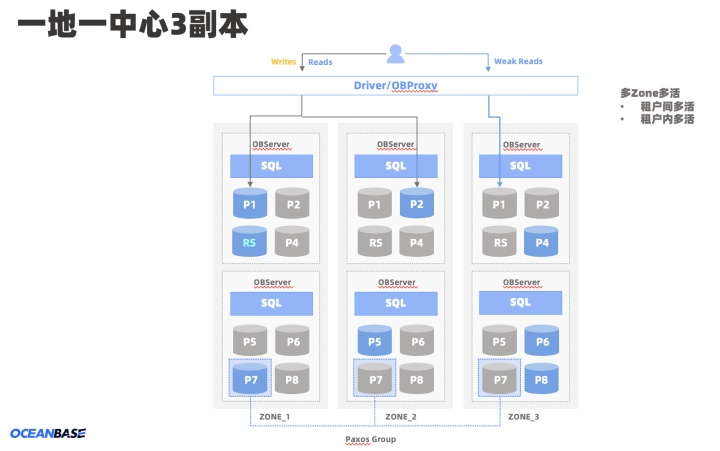 一地一中心3副本
Writes Reads
Weak Reads
Driver/OBProxy
多Zone多活
• 租户间多活
• 租户内多活
OBServer OBServer OBServer
SQL SQL SQL
P1 P2 P1 P2 P1 P2
RS P4 RS P4 RS P4
OBServer OBServer OBServer
SQL SQL SQL
P5 P6 P5 P6 P5 P6
P7 P8 P7 P8 P7 P8
ZONE_1 ZONE_2 ZONE_3
Paxos Group
OCEANBASE